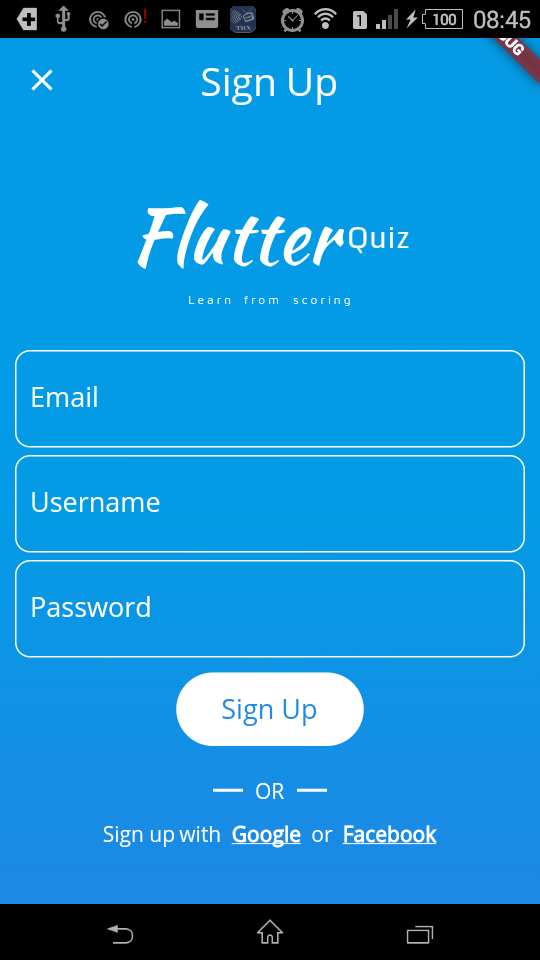 1 100 08:45
Sign Up
Flutter Quiz
Learn from scoring
Email
Username
Password
Sign Up
OR
Sign up with Google or Facebook